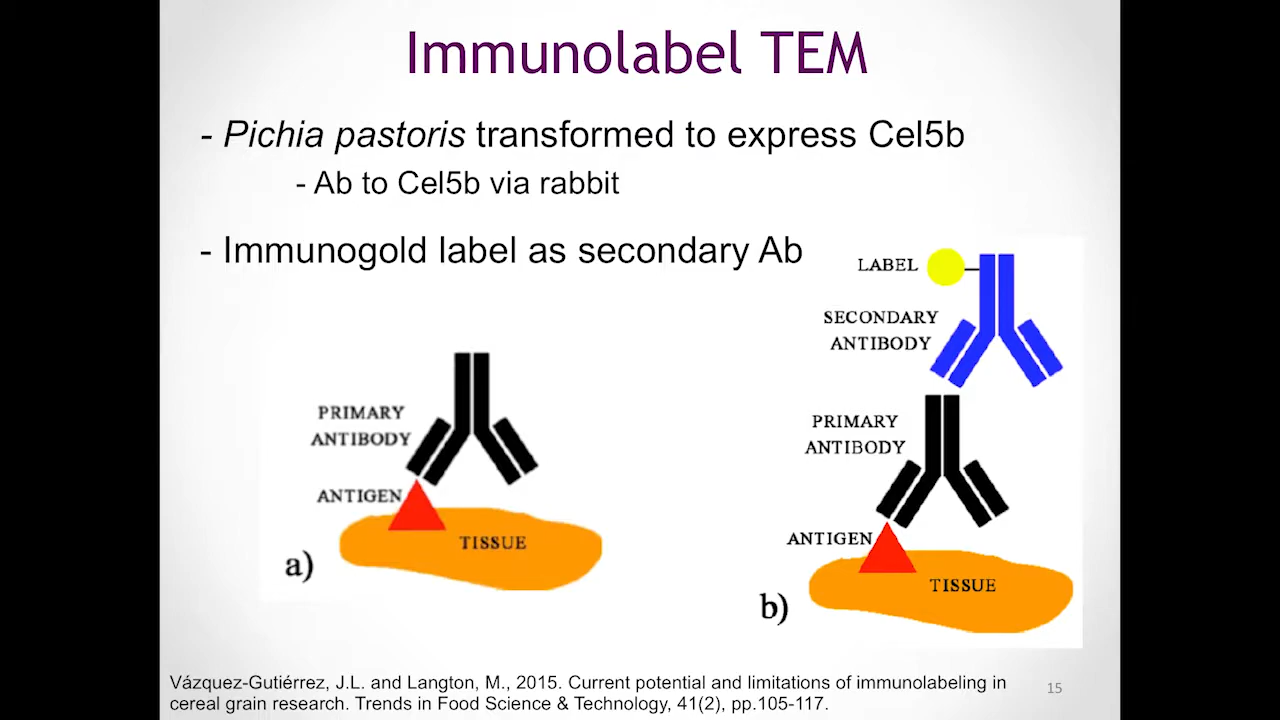 Immunolabel TEM
- Pichia pastoris transformed to express Cel5b
- Ab to Cel5b via rabbit
- Immunogold label as secondary Ab
LABEL
SECONDARY
ANTIBODY
PRIMARY
ANTIBODY
ANTIGEN
TISSUE
a)
PRIMARY
ANTIBODY
ANTIGEN
TISSUE
b)
Vázquez-Gutiérrez, J.L. and Langton, M., 2015. Current potential and limitations of immunolabeling in
cereal grain research. Trends in Food Science & Technology, 41(2), pp.105-117.
15